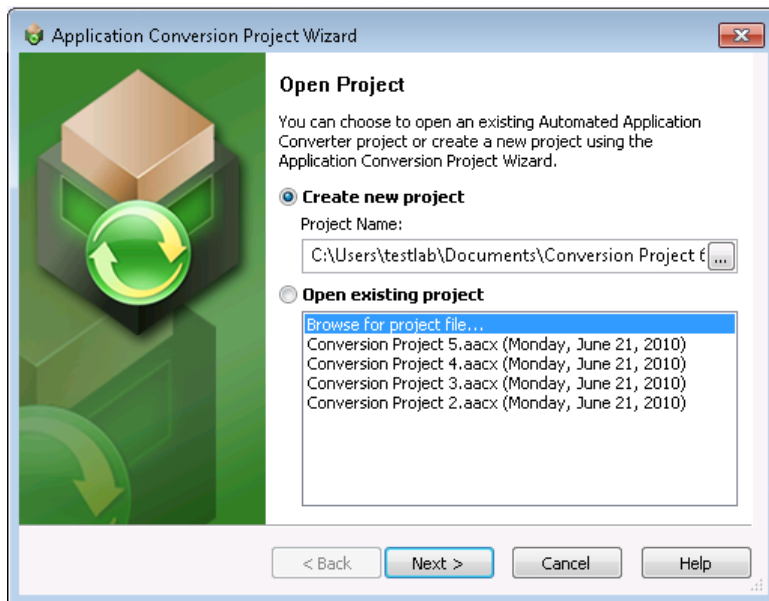 Application Conversion Project Wizard
Open Project
You can choose to open an existing Automated Application
Converter project or create a new project using the
Application Conversion Project Wizard.
Create new project
Project Name:
C:\Users\testlab\Documents\Conversion Project 6
...
Open existing project
Browse for project file...
Conversion Project 5.aacx (Monday, June 21, 2010)
Conversion Project 4.aacx (Monday, June 21, 2010)
Conversion Project 3.aacx (Monday, June 21, 2010)
Conversion Project 2.aacx (Monday, June 21, 2010)
< Back
Next >
Cancel
Help